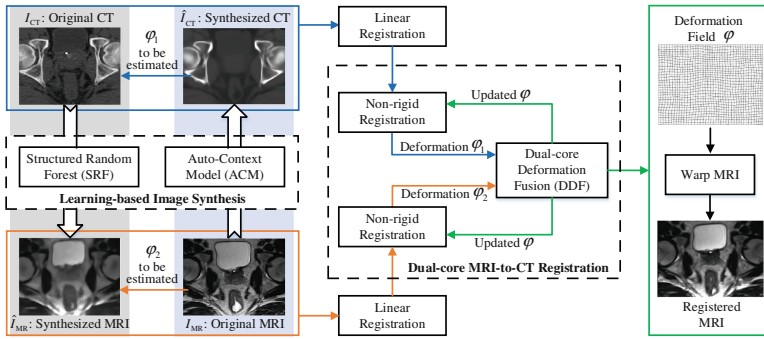 I_CT: Original CT
Î_CT: Synthesized CT
φ₁
to be
estimated
Structured Random
Forest (SRF)
Auto-Context
Model (ACM)
Learning-based Image Synthesis
φ₂
to be
estimated
Î_MR: Synthesized MRI
I_MR: Original MRI
Linear
Registration
Non-rigid
Registration
Updated φ
Deformation φ₁
Dual-core
Deformation
Fusion (DDF)
Deformation φ₂
Non-rigid
Registration
Updated φ
Dual-core MRI-to-CT Registration
Linear
Registration
Deformation
Field φ
Warp MRI
Registered
MRI